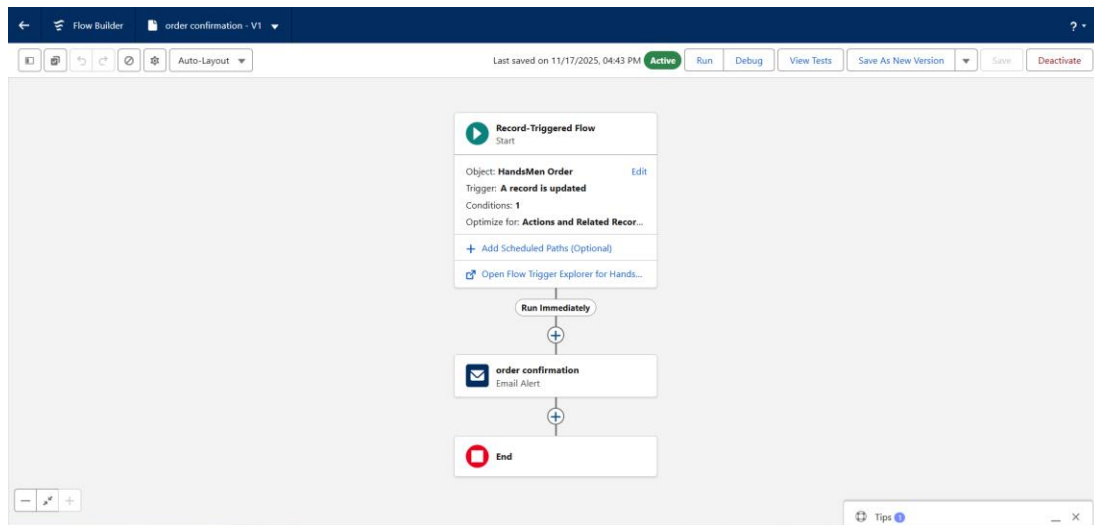 Flow Builder
order confirmation - V1
?
Auto-Layout
Last saved on 11/17/2025, 04:43 PM
Active
Run
Debug
View Tests
Save As New Version
Save
Deactivate
Record-Triggered Flow
Start
Object: HandsMen Order
Edit
Trigger: A record is updated
Conditions: 1
Optimize for: Actions and Related Recor...
+ Add Scheduled Paths (Optional)
Open Flow Trigger Explorer for Hands...
Run Immediately
order confirmation
Email Alert
End
Tips 1